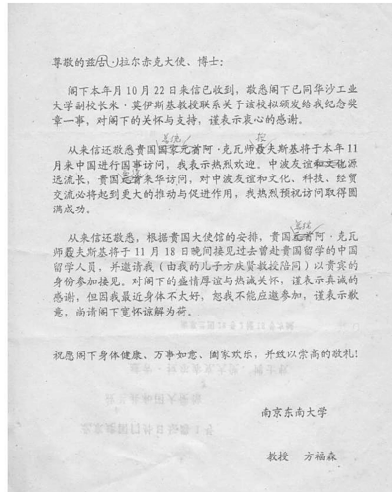 尊敬的兹·拉尔赤克大使、博士：
阁下本年10月22日来信已收到，敬悉阁下已同华沙工业
大学副校长米·莫伊斯基教授联系关于该校拟颁发给我纪念奖
章一事，对阁下的关怀与支持，谨表示衷心的感谢。
总统
从来信还敬悉贵国国家元首阿·克瓦师聂夫斯基将于本年11
月来中国进行国事访问，我表示热烈欢迎。中波友谊和文化源
远流长，贵国元首来华访问，对中波友谊和文化、科技、经贸
交流必将起到更大的推动与促进作用，我热烈预祝访问取得圆
满成功。
总统
从来信还敬悉，根据贵国大使馆的安排，贵国元首阿·克瓦
师聂夫斯基将于11月18日晚间接见过去曾赴贵国留学的中国
留学人员，并邀请我（由我的儿子方庆贤教授陪同）以贵宾的
身份参加接见。对阁下的盛情厚谊与热诚关怀，谨表示真诚的
感谢，但因我最近身体不大好，恕我不能应邀参加，谨表示歉
意，尚请阁下宽怀谅解为荷。
祝愿阁下身体健康、万事如意、阖家欢乐，并致以崇高的敬礼！
南京东南大学
教授 方福森